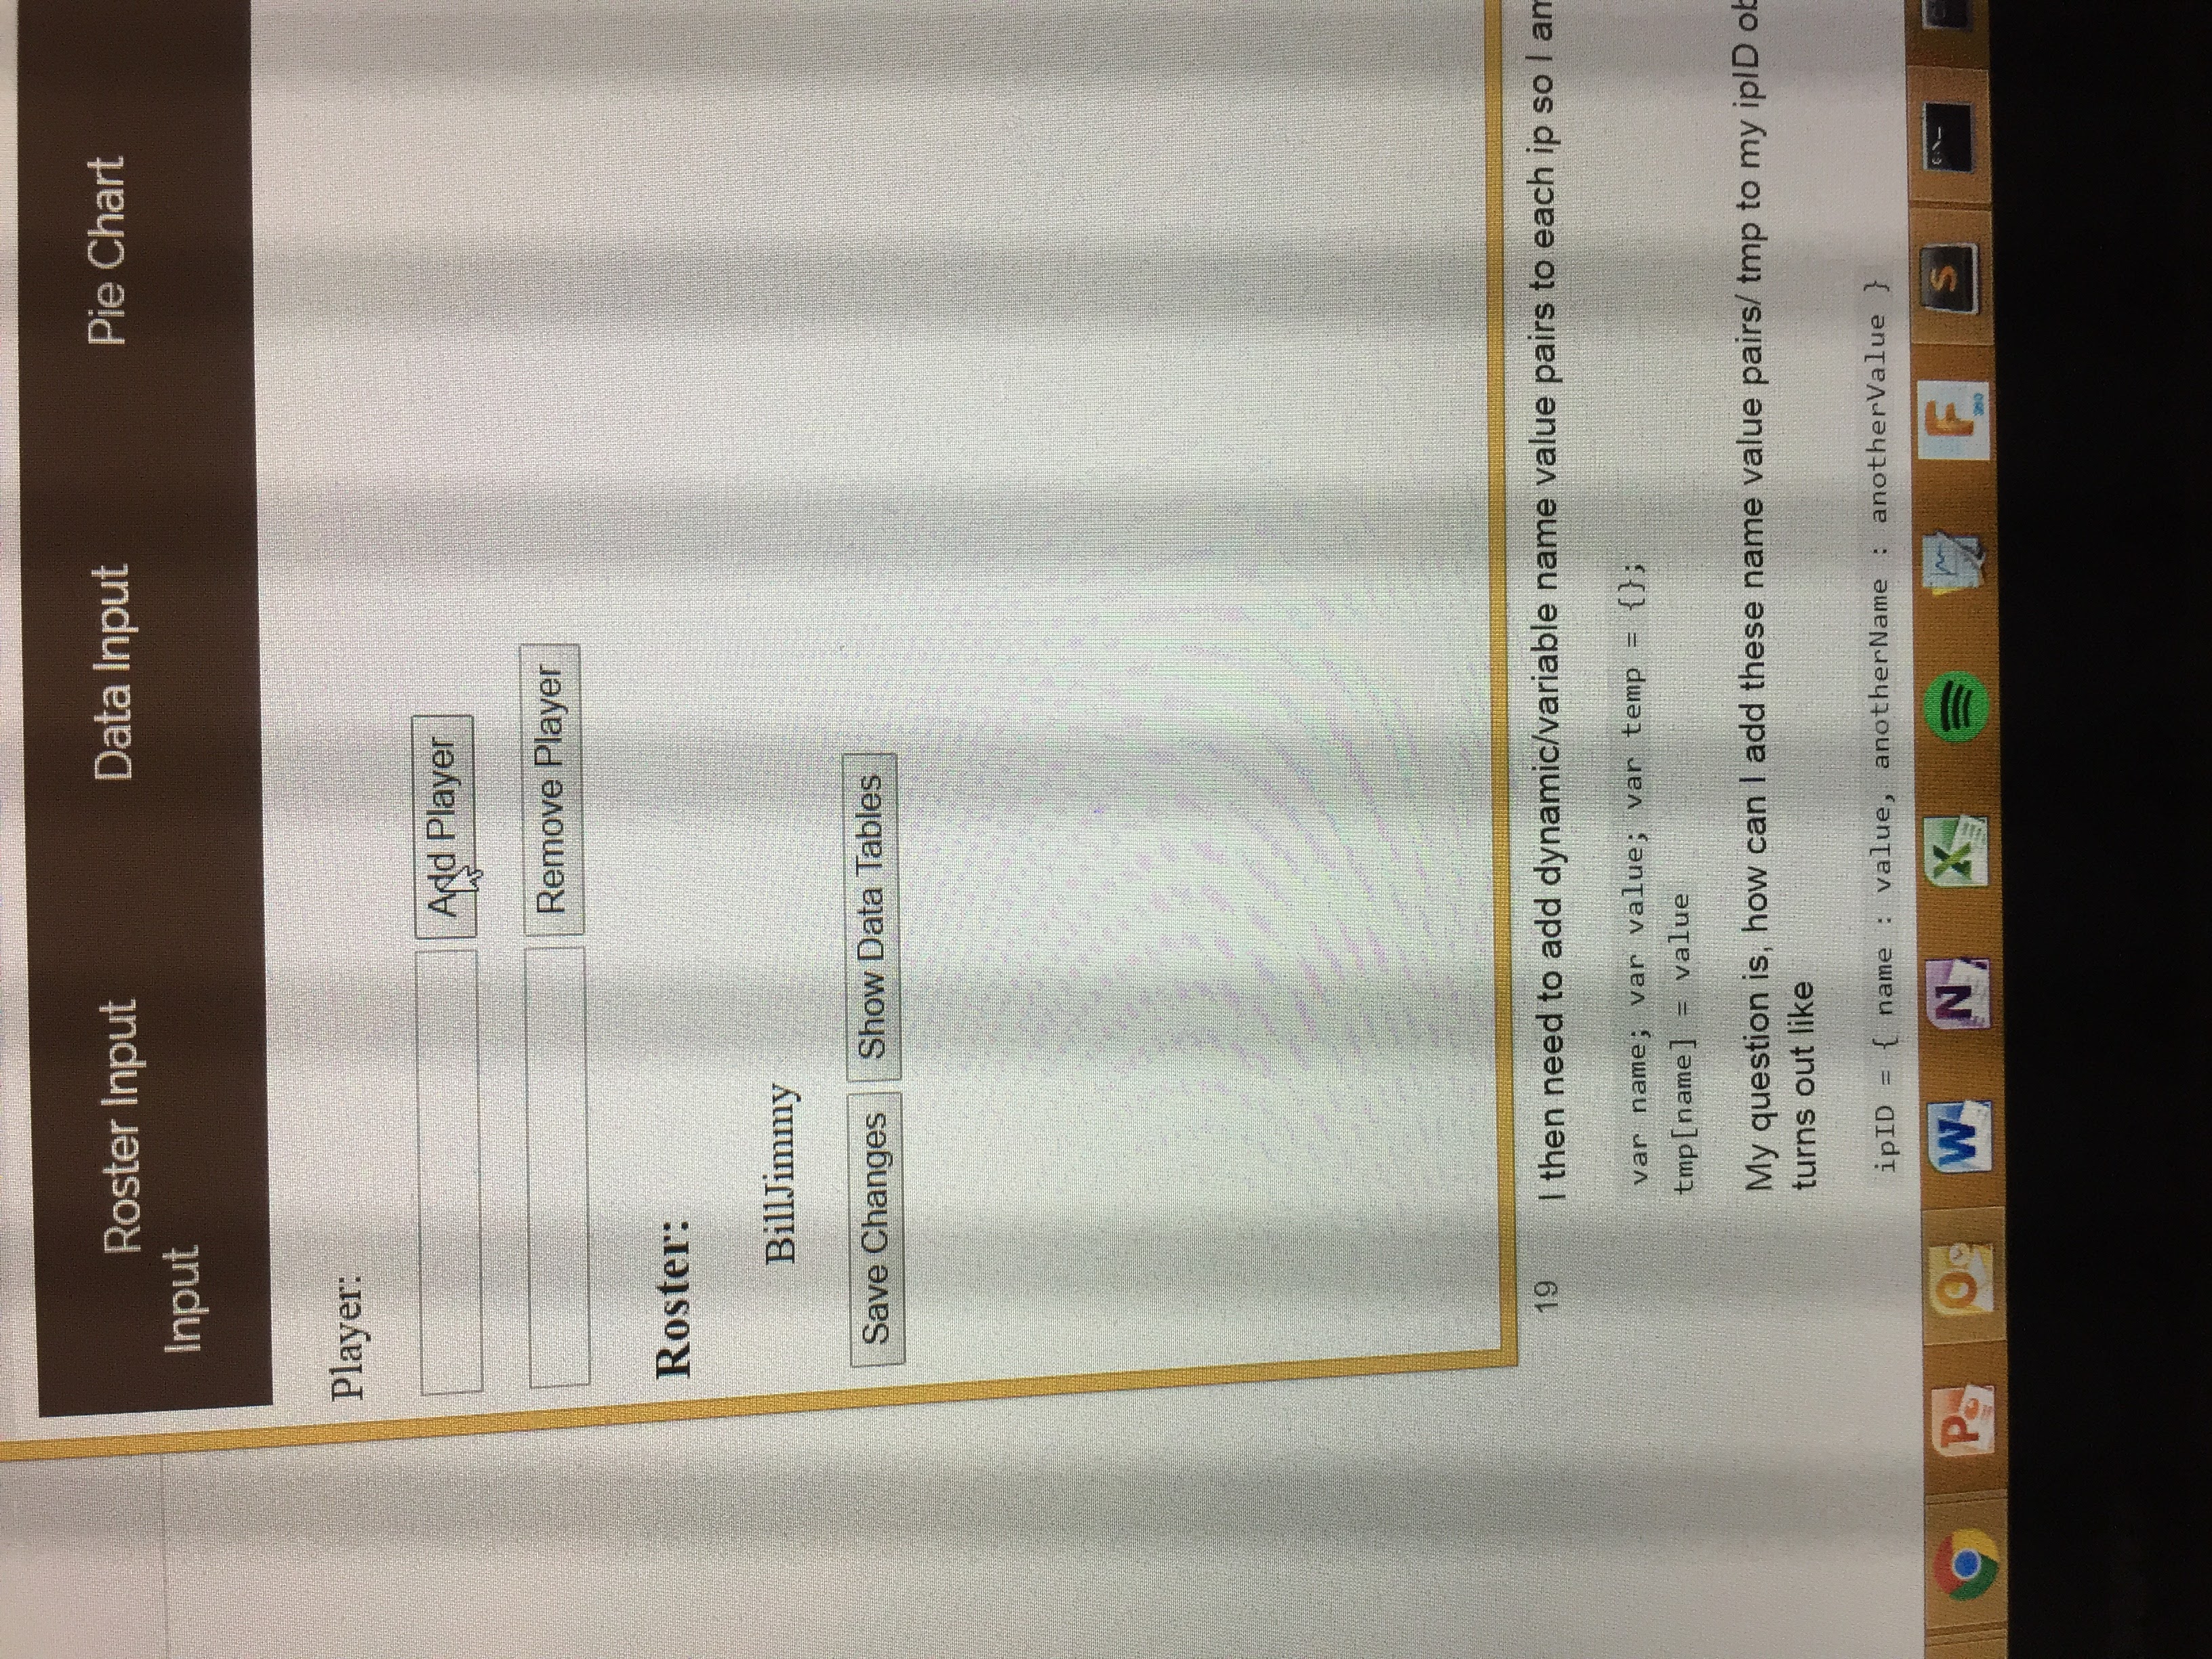 Roster Input Data Input Pie Chart
Input
Player:
Add Player
Remove Player
Roster:
BillJimmy
Save Changes Show Data Tables
19 I then need to add dynamic/variable name value pairs to each ip so I am
var name; var value; var temp = {};
tmp[name] = value
My question is, how can I add these name value pairs/ tmp to my ipID ob
turns out like
ipID = { name : value, anotherName : anotherValue }
P O W N X F S C:\_
360